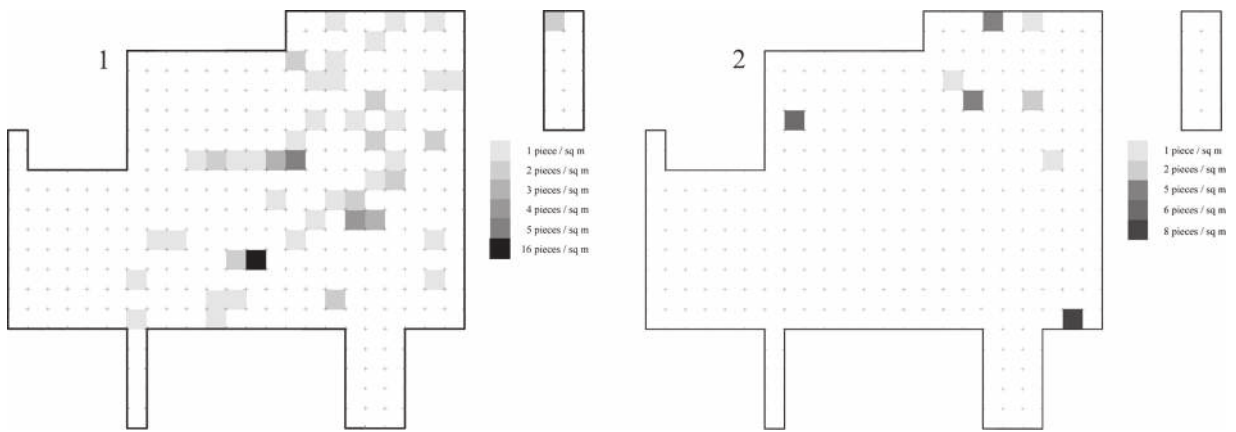 1
1 piece / sq m
2 pieces / sq m
3 pieces / sq m
4 pieces / sq m
5 pieces / sq m
16 pieces / sq m
2
1 piece / sq m
2 pieces / sq m
5 pieces / sq m
6 pieces / sq m
8 pieces / sq m